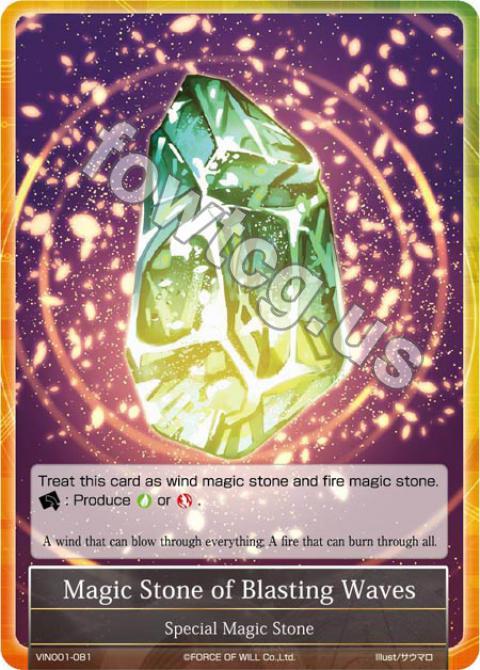 fowtcg.us
Treat this card as wind magic stone and fire magic stone.
: Produce or .
A wind that can blow through everything; A fire that can burn through all.
Magic Stone of Blasting Waves
Special Magic Stone
VIN001-081 ©FORCE OF WILL Co.,Ltd. Illust/サウマロ